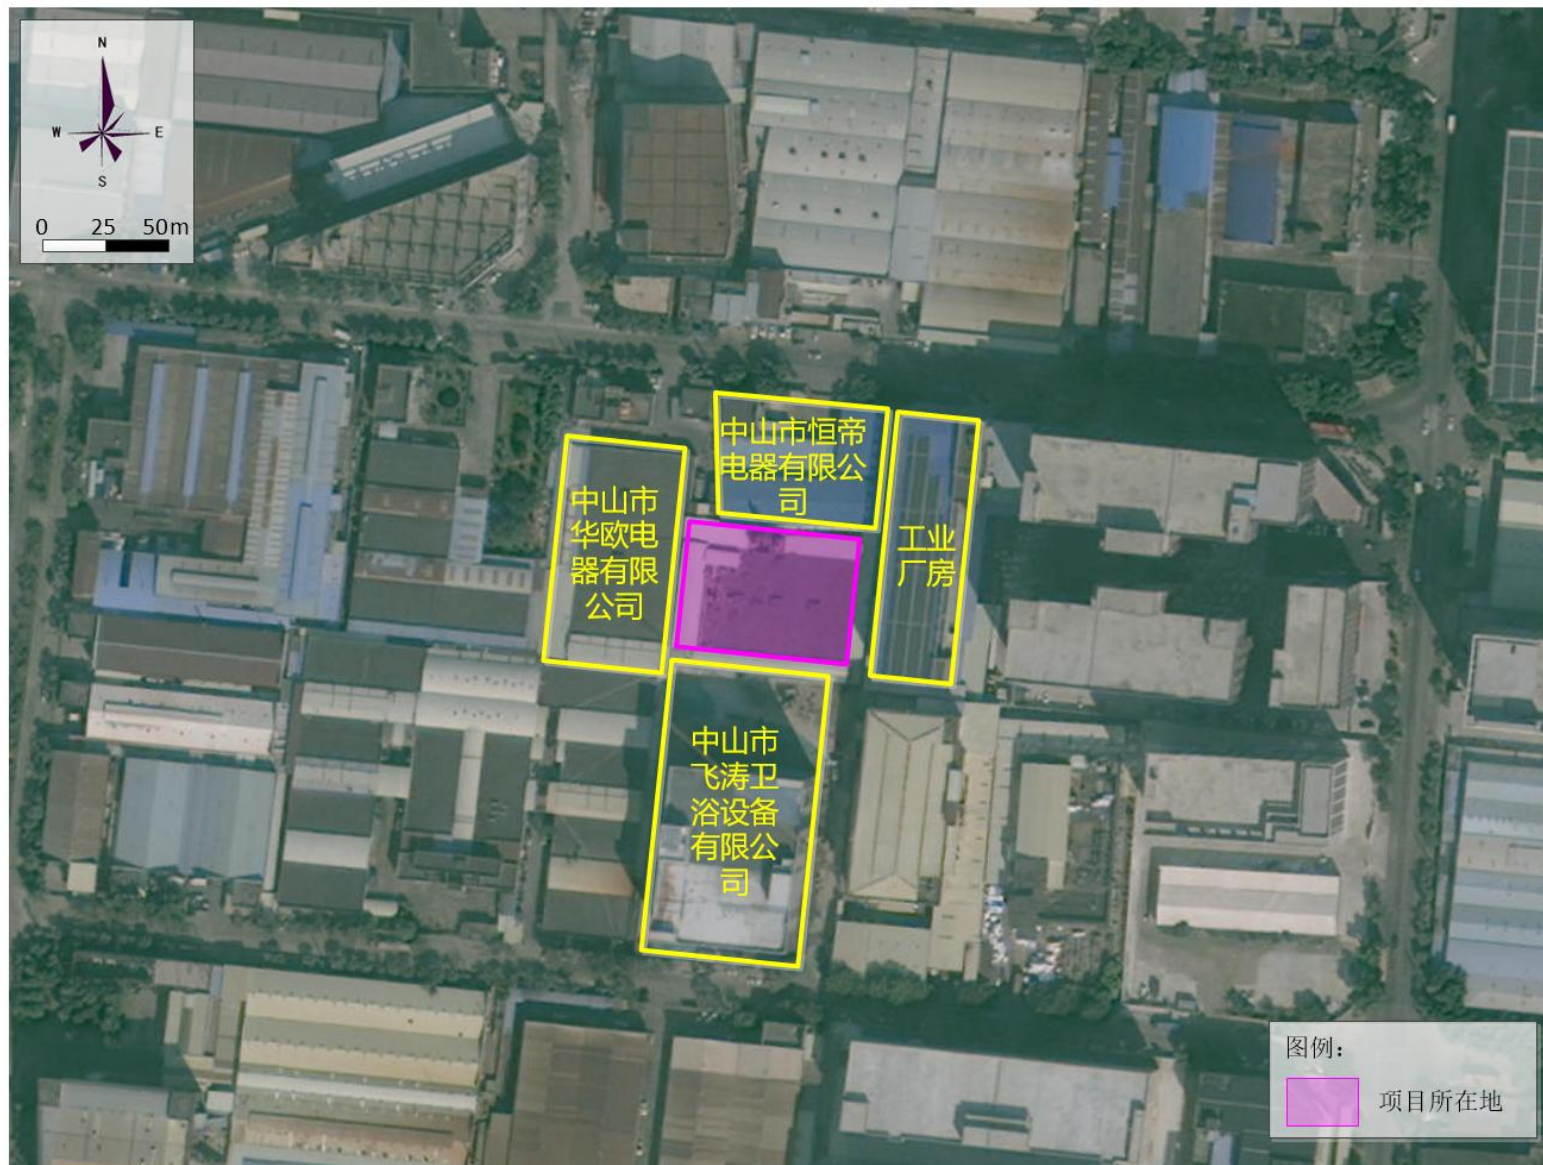 N
W E
S
0 25 50m
中山市恒帝
电器有限公
司
中山市
华欧电
器有限
公司
工业
厂房
中山市
飞涛卫
浴设备
有限公
司
图例：
项目所在地